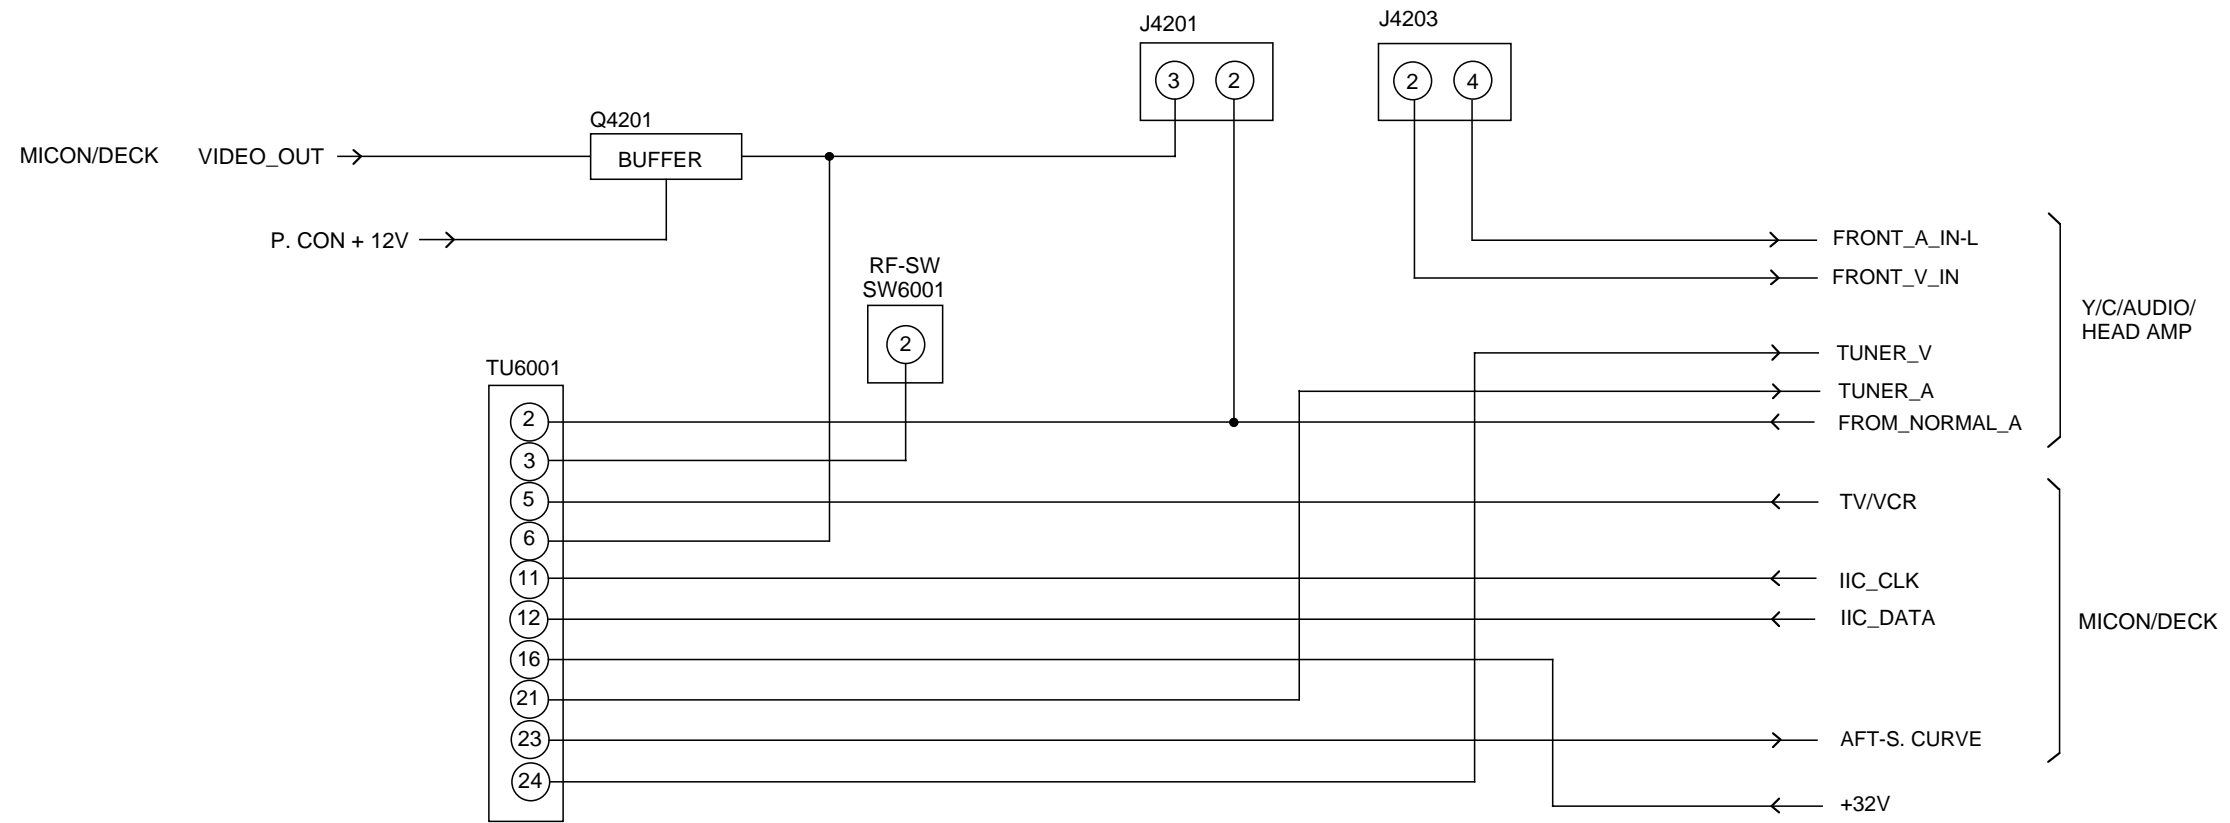 J4201
J4203
3 2
2 4
Q4201
MICON/DECK VIDEO_OUT BUFFER
P. CON + 12V
FRONT_A_IN-L
FRONT_V_IN
RF-SW
SW6001
2
Y/C/AUDIO/
HEAD AMP
TUNER_V
TUNER_A
FROM_NORMAL_A
TU6001
2
3
5
6
11
12
16
21
23
24
TV/VCR
IIC_CLK
IIC_DATA
MICON/DECK
AFT-S. CURVE
+32V